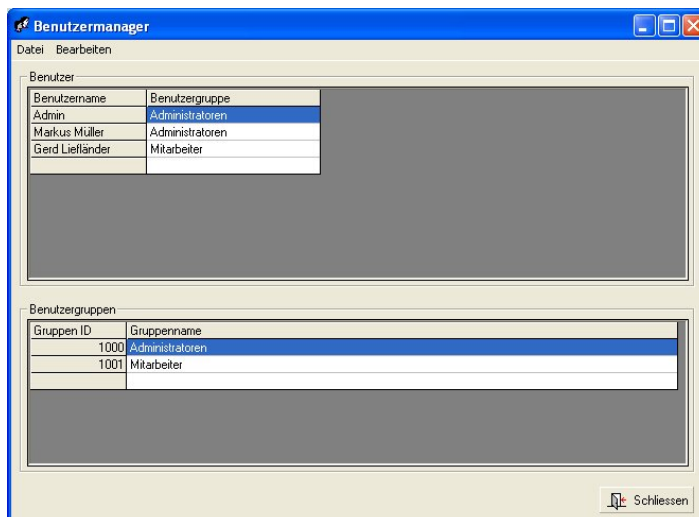 Benutzermanager
Datei Bearbeiten
Benutzer
Benutzername Benutzergruppe
Admin Administratoren
Markus Müller Administratoren
Gerd Liefländer Mitarbeiter
Benutzergruppen
Gruppen ID Gruppenname
1000 Administratoren
1001 Mitarbeiter
Schliessen